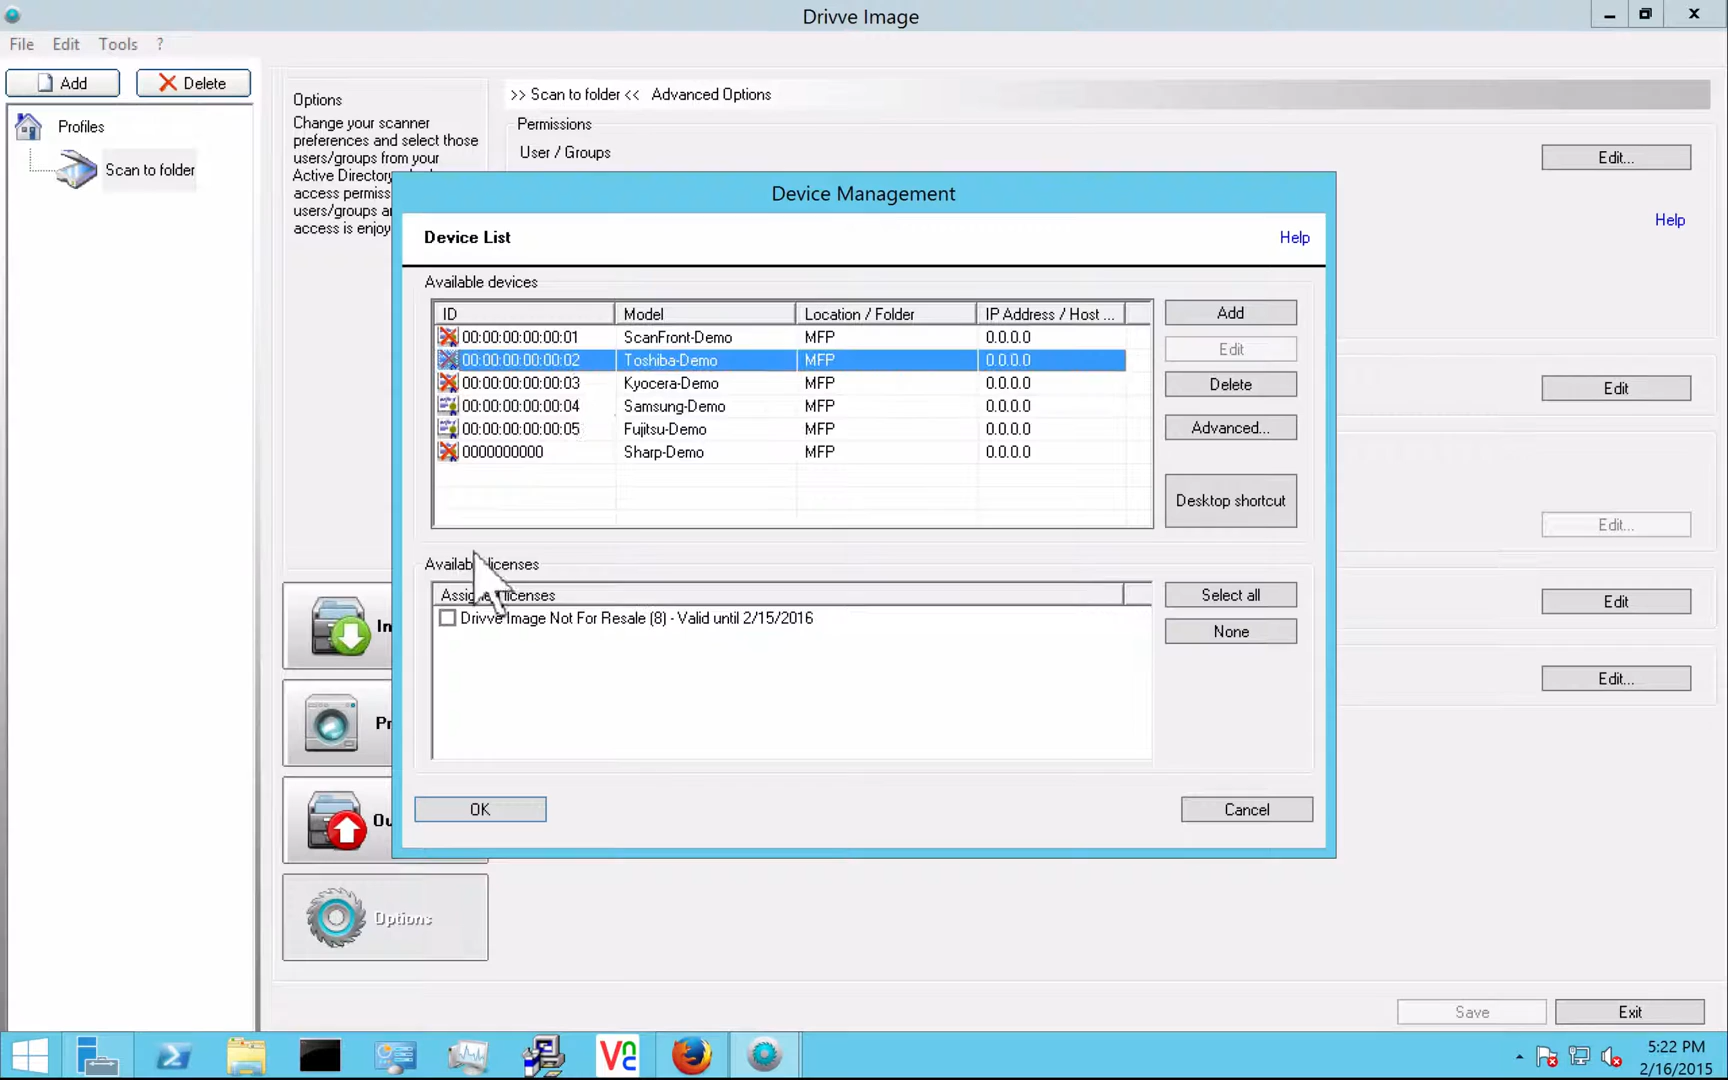 Drivve Image
File Edit Tools ?
Add Delete
Profiles
Scan to folder
Options
Change your scanner
preferences and select those
users/groups from your
Active Directory
access permis
users/groups a
access is enjoy
>> Scan to folder << Advanced Options
Permissions
User / Groups
Edit...
Help
Device Management
Device List
Help
Available devices
ID Model Location / Folder IP Address / Host ...
00:00:00:00:00:01 ScanFront-Demo MFP 0.0.0.0
00:00:00:00:00:02 Toshiba-Demo MFP 0.0.0.0
00:00:00:00:00:03 Kyocera-Demo MFP 0.0.0.0
00:00:00:00:00:04 Samsung-Demo MFP 0.0.0.0
00:00:00:00:00:05 Fujitsu-Demo MFP 0.0.0.0
0000000000 Sharp-Demo MFP 0.0.0.0
Add
Edit
Delete
Advanced...
Desktop shortcut
Available licenses
Assigned licenses
Drivve Image Not For Resale (8) - Valid until 2/15/2016
Select all
None
OK
Cancel
Edit
Edit...
Edit
Edit...
In
Pr
Ou
Options
Save Exit
5:22 PM
2/16/2015